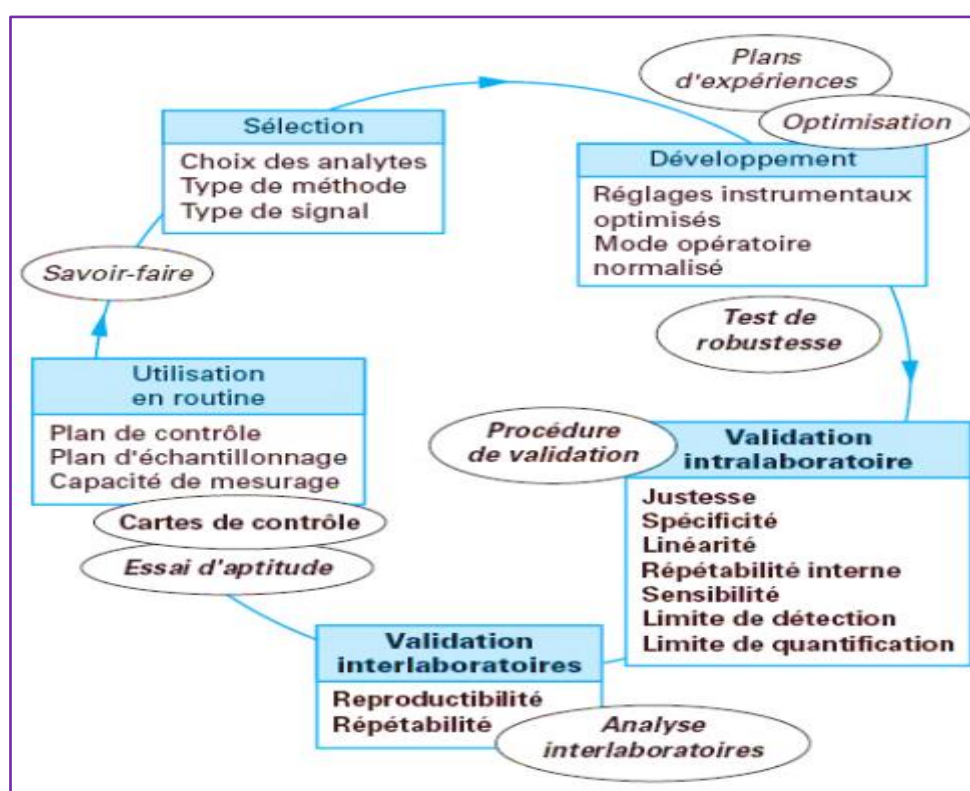 Plans
d'expériences
Optimisation
Sélection
Choix des analytes
Type de méthode
Type de signal
Développement
Réglages instrumentaux
optimisés
Mode opératoire
normalisé
Savoir-faire
Test de
robustesse
Utilisation
en routine
Plan de contrôle
Plan d'échantillonnage
Capacité de mesurage
Cartes de contrôle
Essai d'aptitude
Procédure
de validation
Validation
intralaboratoire
Justesse
Spécificité
Linéarité
Répétabilité interne
Sensibilité
Limite de détection
Limite de quantification
Validation
interlaboratoires
Reproductibilité
Répétabilité
Analyse
interlaboratoires